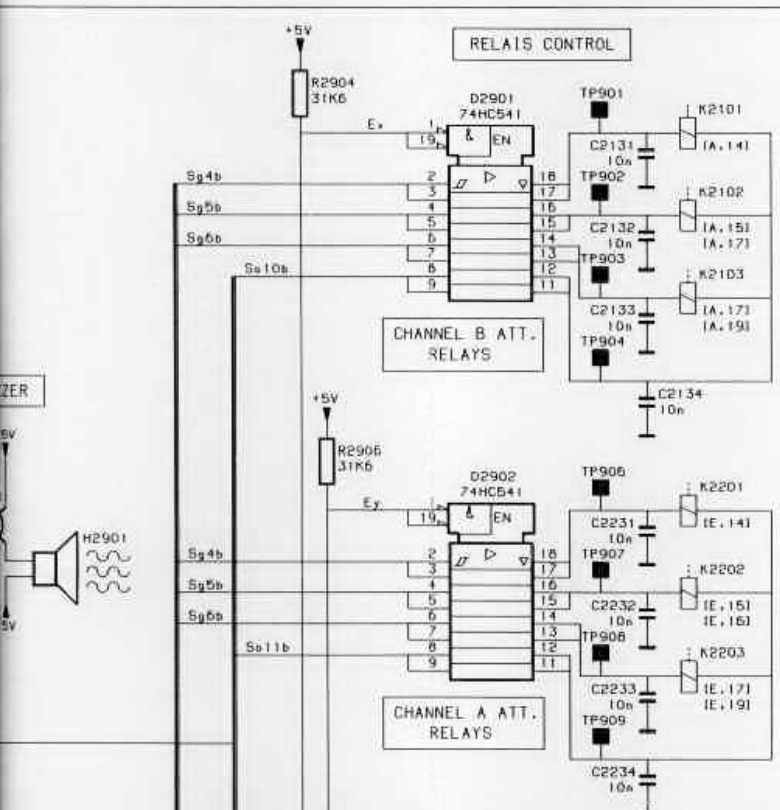 +5V
RELAIS CONTROL
R2904
31K6
D2901
74HC541
TP901
K2101
Ex
1
19
&
EN
C2131
10n
[A.14]
Sg4b
2
3
18
17
TP902
K2102
Sg5b
4
5
16
15
C2132
10n
[A.15]
[A.17]
Sg6b
6
7
14
13
TP903
K2103
So10b
8
9
12
11
C2133
10n
[A.17]
[A.19]
CHANNEL B ATT.
RELAYS
TP904
ZER
C2134
10n
+5V
5V
R2906
31K6
D2902
74HC541
TP906
K2201
Ey
1
19
&
EN
C2231
10n
[E.14]
H2901
Sg4b
2
3
18
17
TP907
K2202
Sg5b
4
5
16
15
C2232
10n
[E.15]
[E.16]
5V
Sg6b
6
7
14
13
TP908
K2203
So11b
8
9
12
11
C2233
10n
[E.17]
[E.19]
CHANNEL A ATT.
RELAYS
TP909
C2234
10n